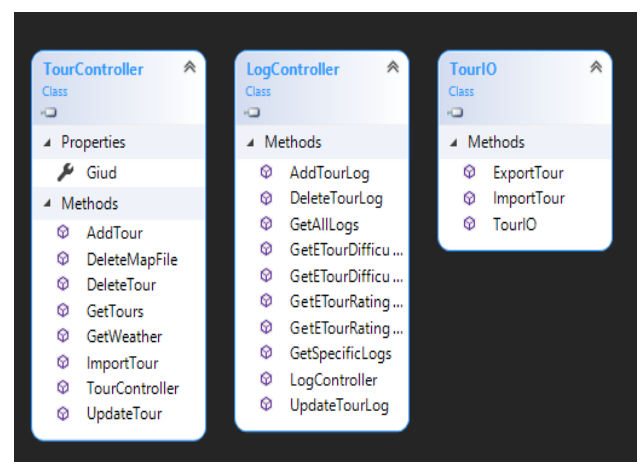 TourController
Class
Properties
Giud
Methods
AddTour
DeleteMapFile
DeleteTour
GetTours
GetWeather
ImportTour
TourController
UpdateTour
LogController
Class
Methods
AddTourLog
DeleteTourLog
GetAllLogs
GetETourDifficu ...
GetETourDifficu ...
GetETourRating ...
GetETourRating ...
GetSpecificLogs
LogController
UpdateTourLog
TourIO
Class
Methods
ExportTour
ImportTour
TourIO